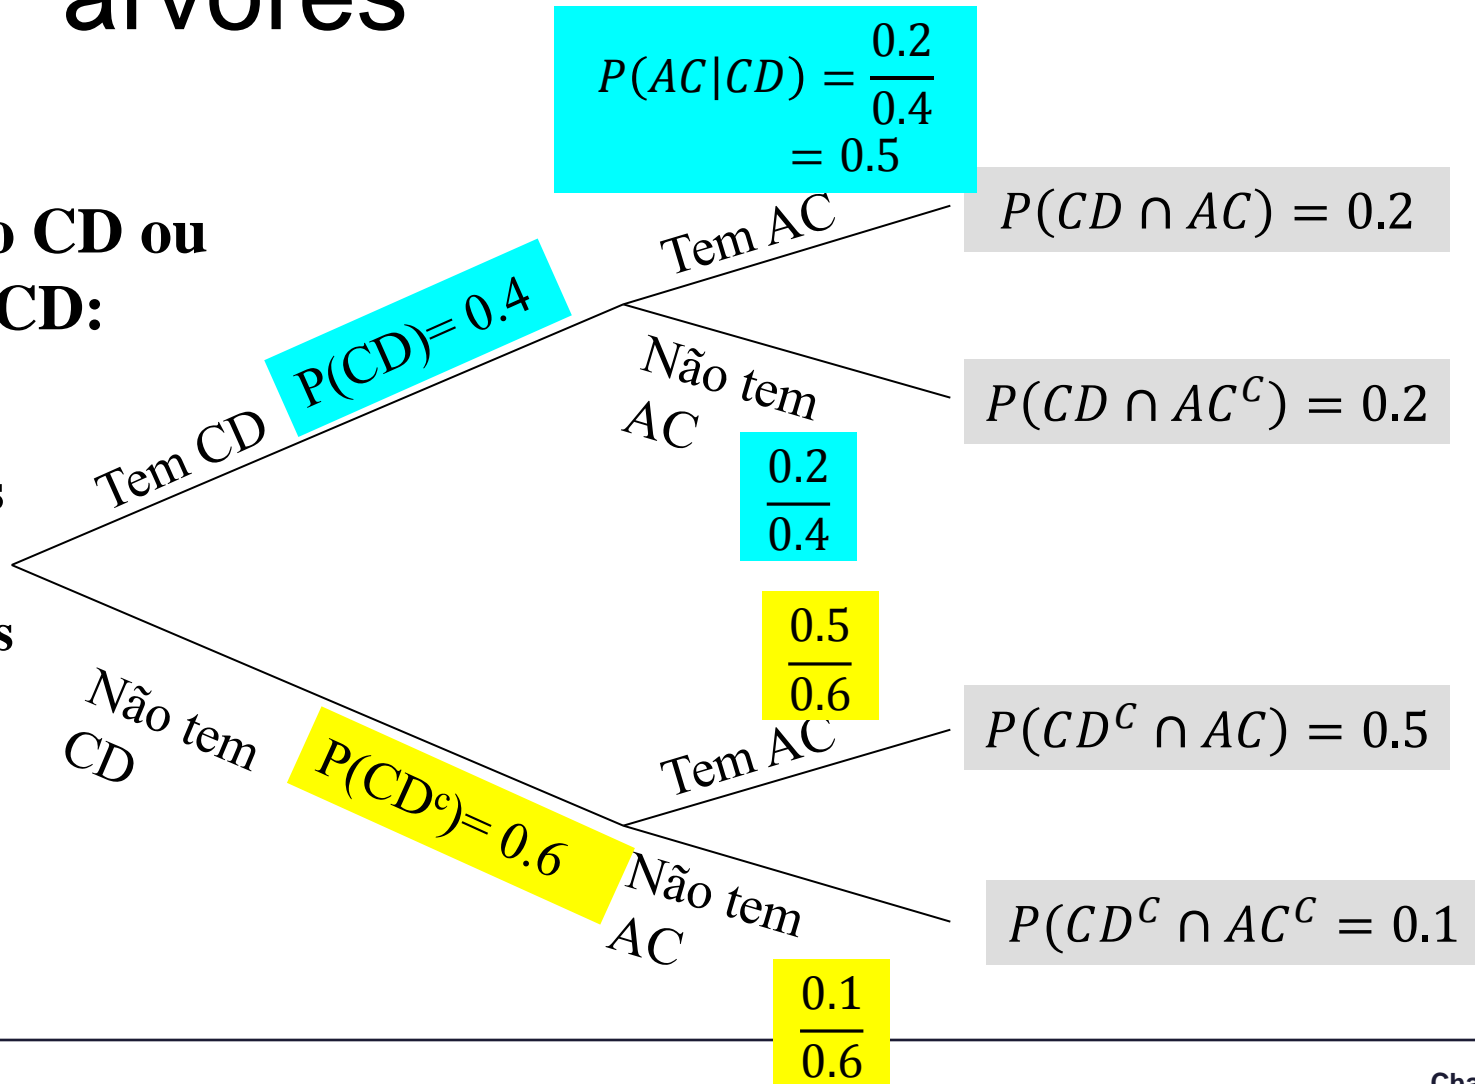 árvores
P(AC|CD) = 0.2/0.4
= 0.5
CD ou
CD:
Tem CD
P(CD)= 0.4
Tem AC
P(CD ∩ AC) = 0.2
Não tem
AC
0.2/0.4
P(CD ∩ AC^C) = 0.2
Não tem
CD
P(CD^c)= 0.6
0.5/0.6
Tem AC
P(CD^C ∩ AC) = 0.5
Não tem
AC
0.1/0.6
P(CD^C ∩ AC^C = 0.1